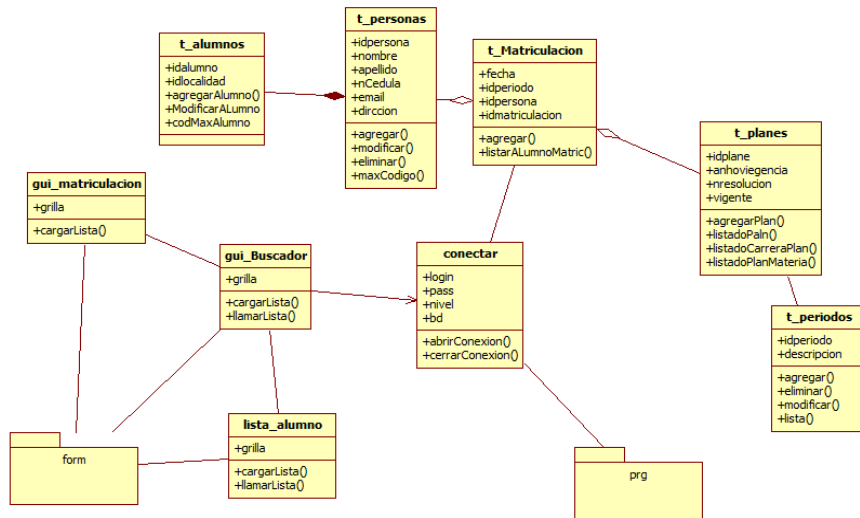 t_alumnos
+idalumno
+idlocalidad
+agregarAlumno()
+ModificarALumno
+codMaxAlumno
t_personas
+idpersona
+nombre
+apellido
+nCedula
+email
+dirccion
+agregar()
+modificar()
+eliminar()
+maxCodigo()
t_Matriculacion
+fecha
+idperiodo
+idpersona
+idmatriculacion
+agregar()
+listarALumnoMatric()
t_planes
+idplane
+anhoviegencia
+nresolucion
+vigente
+agregarPlan()
+listadoPaln()
+listadoCarreraPlan()
+listadoPlanMateria()
gui_matriculacion
+grilla
+cargarLista()
gui_Buscador
+grilla
+cargarLista()
+llamarLista()
conectar
+login
+pass
+nivel
+bd
+abrirConexion()
+cerrarConexion()
t_periodos
+idperiodo
+descripcion
+agregar()
+eliminar()
+modificar()
+lista()
lista_alumno
+grilla
+cargarLista()
+llamarLista()
form
prg